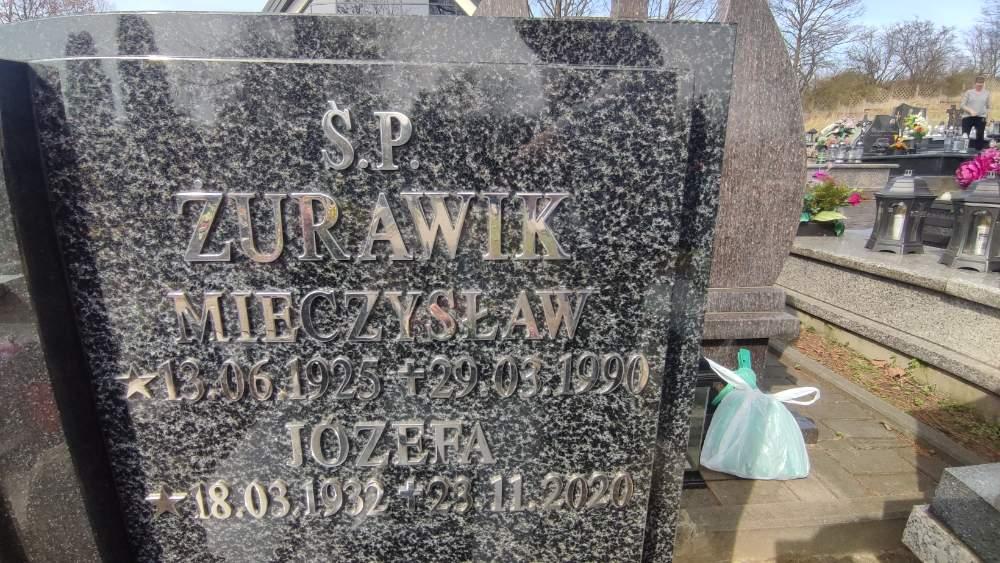 Ś.P.
ZURAWIK
MIECZYSŁAW
★13.06.1925 ✝29.03.1990
JÓZEFA
★18.03.1932 ✝23.11.2020